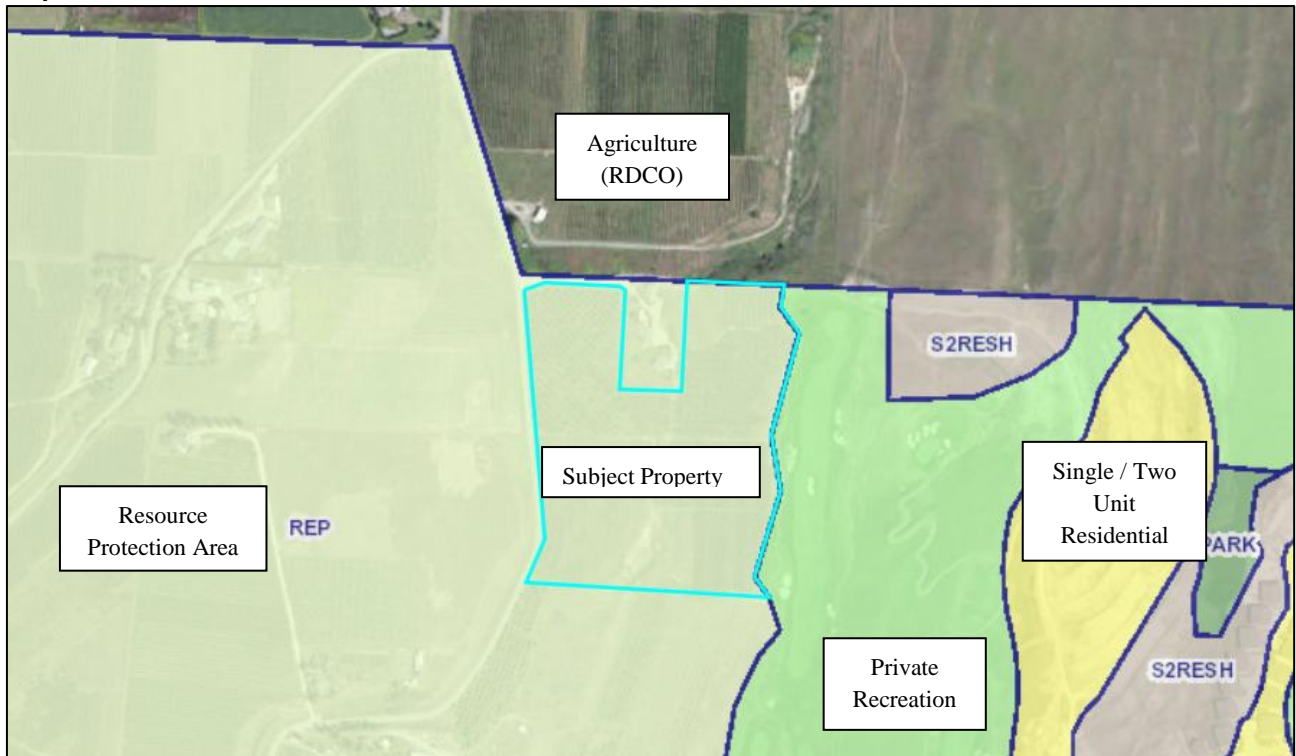 Agriculture
(RDCO)
S2RESH
Subject Property
Single / Two
Unit
Residential
Resource
Protection Area
REP
PARK
Private
Recreation
S2RESH